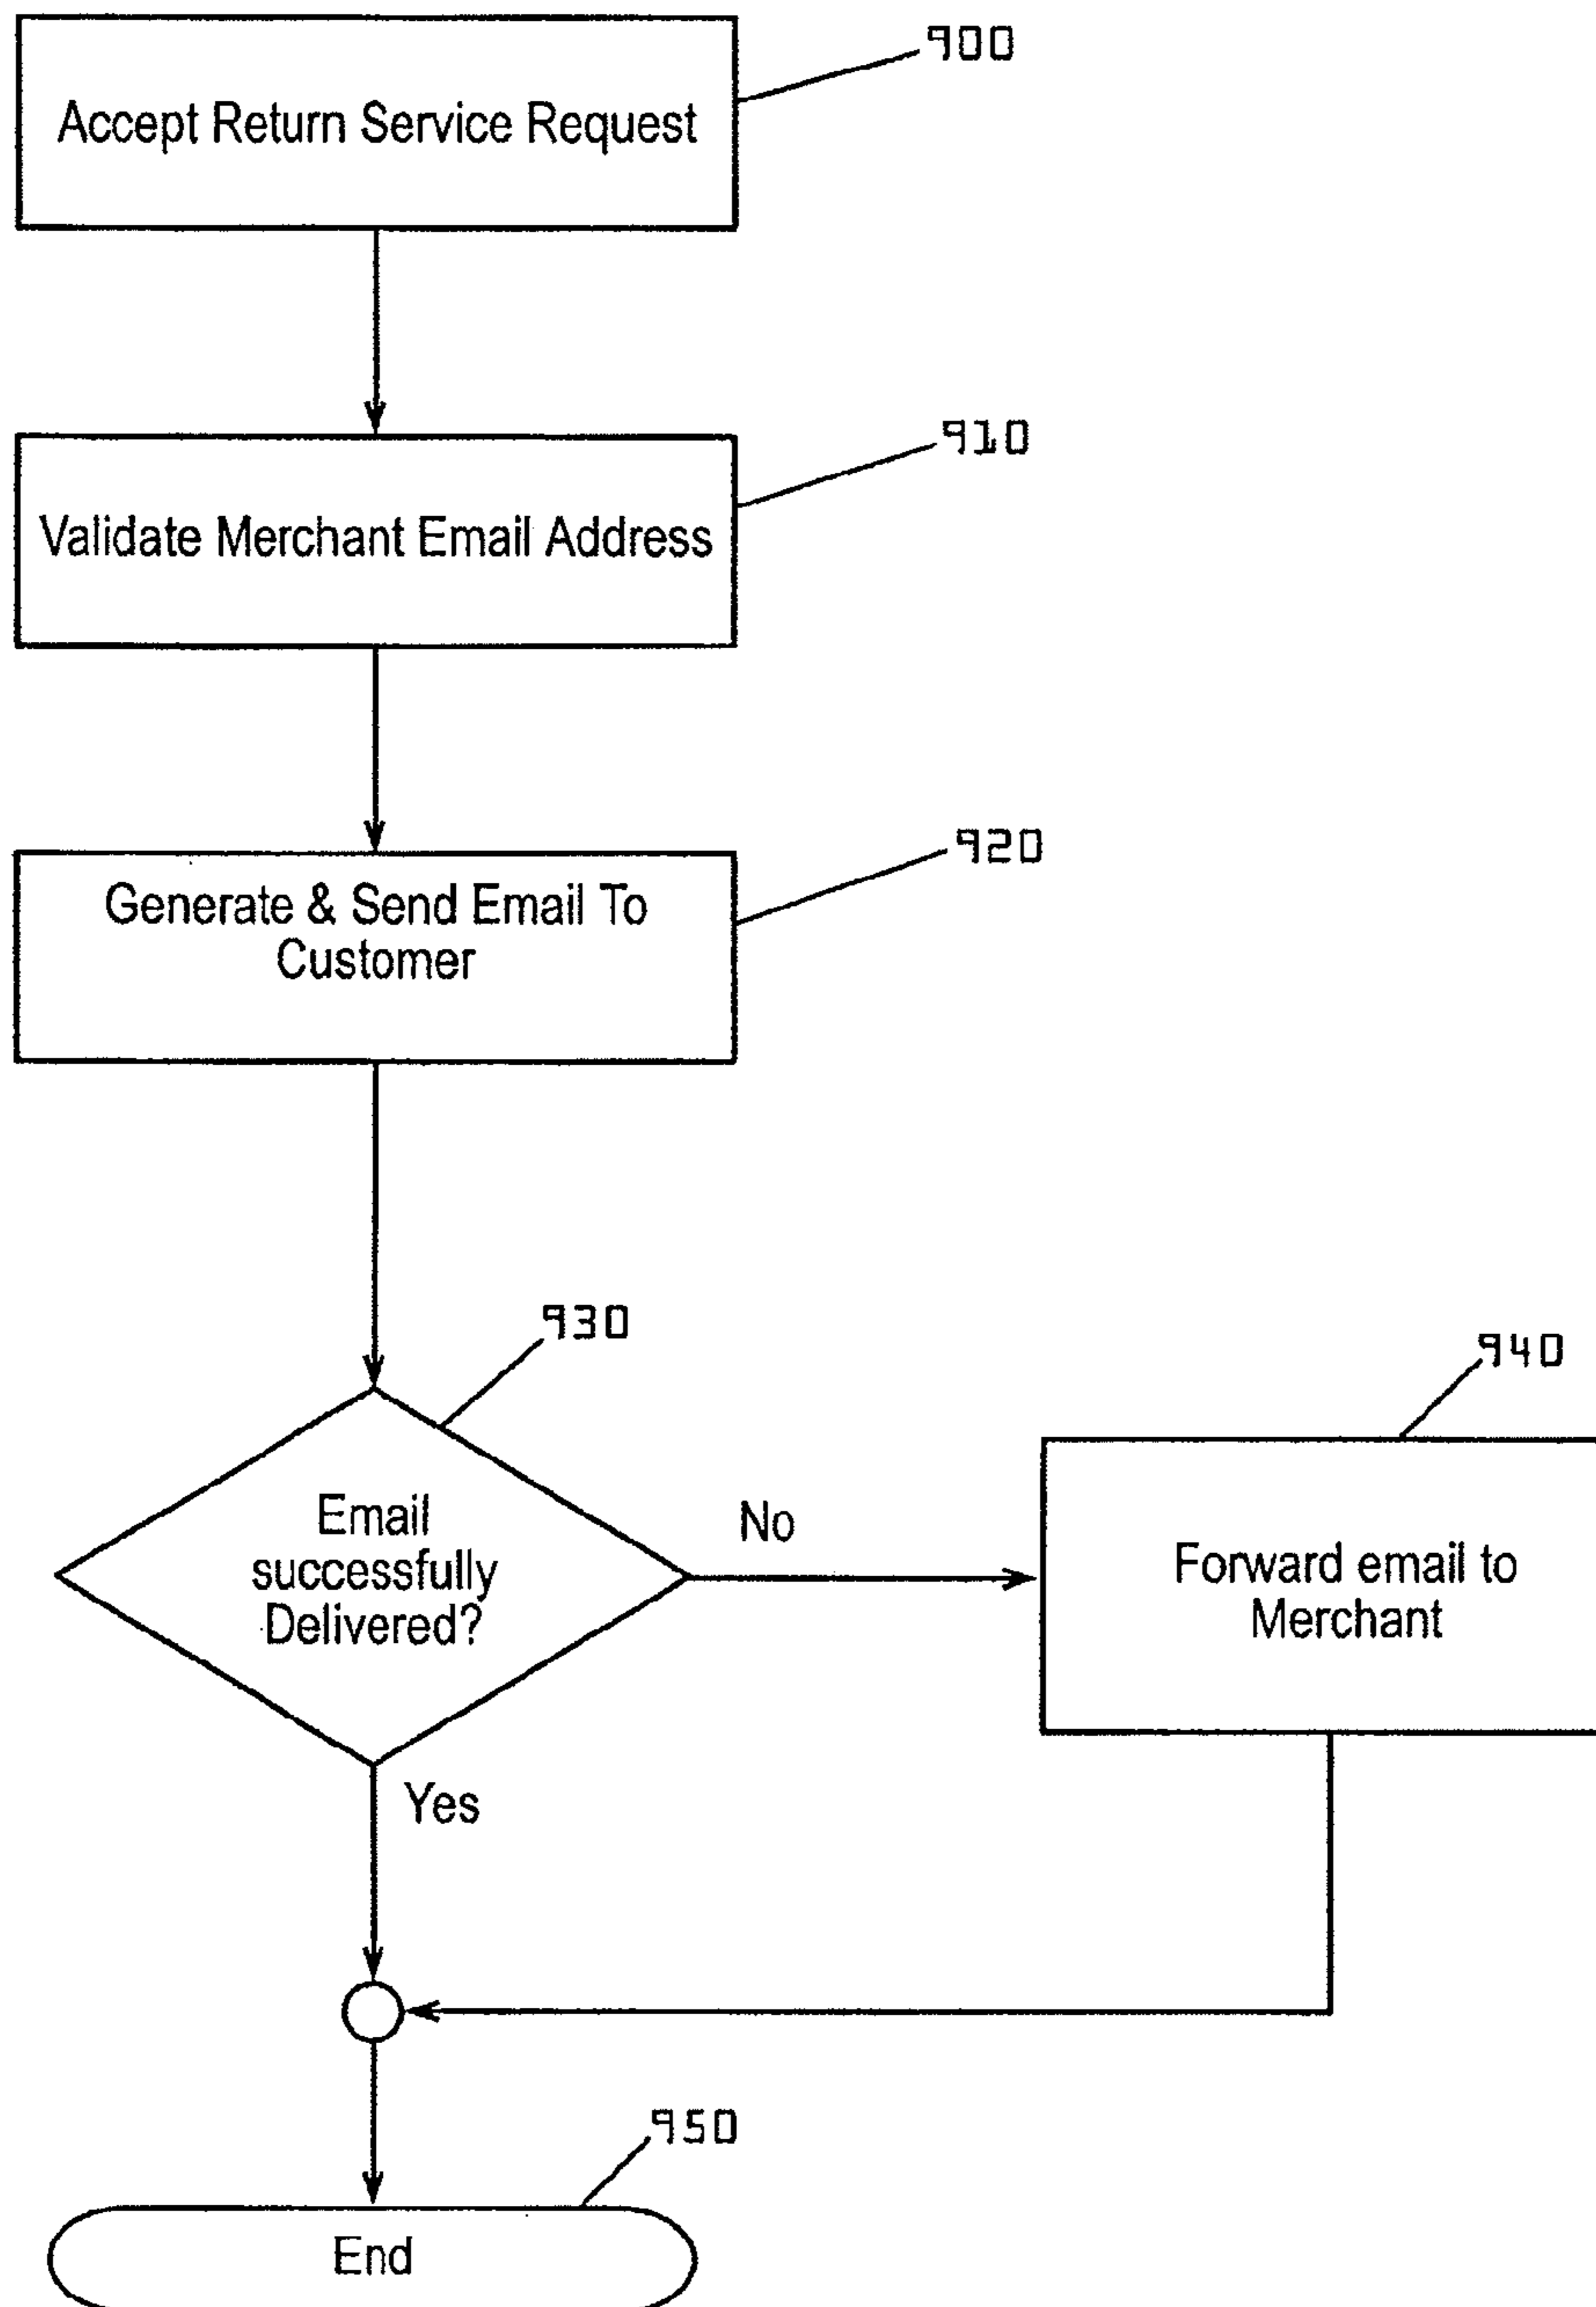 900
Accept Return Service Request
910
Validate Merchant Email Address
920
Generate & Send Email To
Customer
930
940
Email
successfully
Delivered?
No
Forward email to
Merchant
Yes
950
End